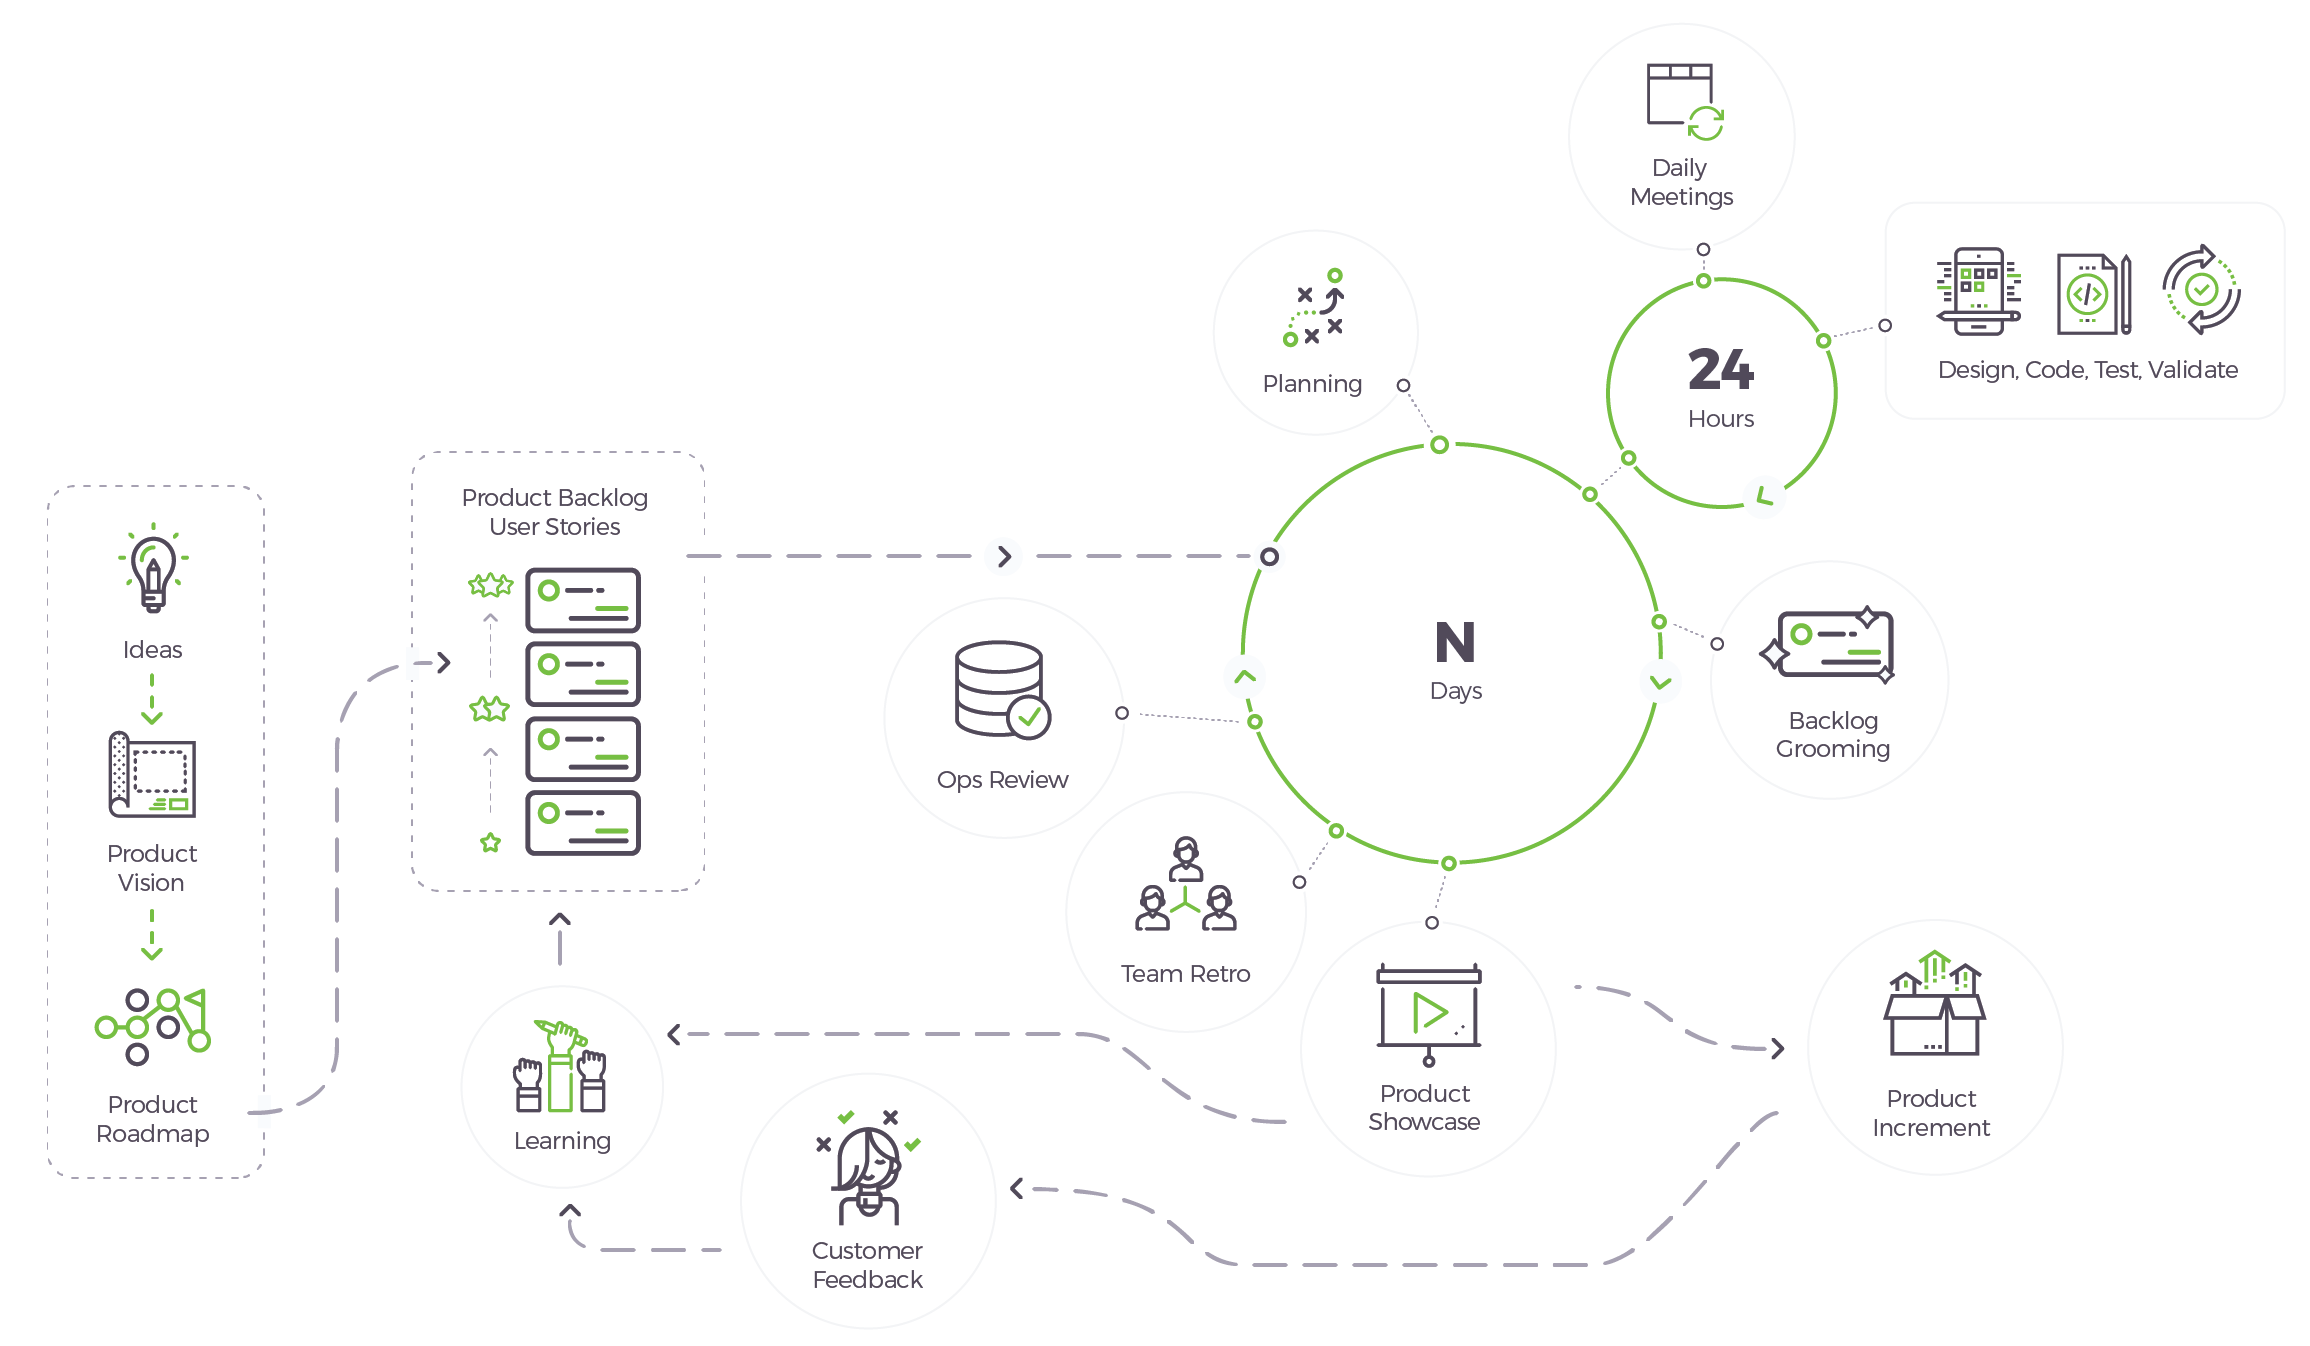 Ideas
Product
Vision
Product
Roadmap
Product Backlog
User Stories
Learning
Customer
Feedback
Ops Review
Team Retro
Product
Showcase
Product
Increment
Planning
N
Days
Backlog
Grooming
24
Hours
Daily
Meetings
Design, Code, Test, Validate